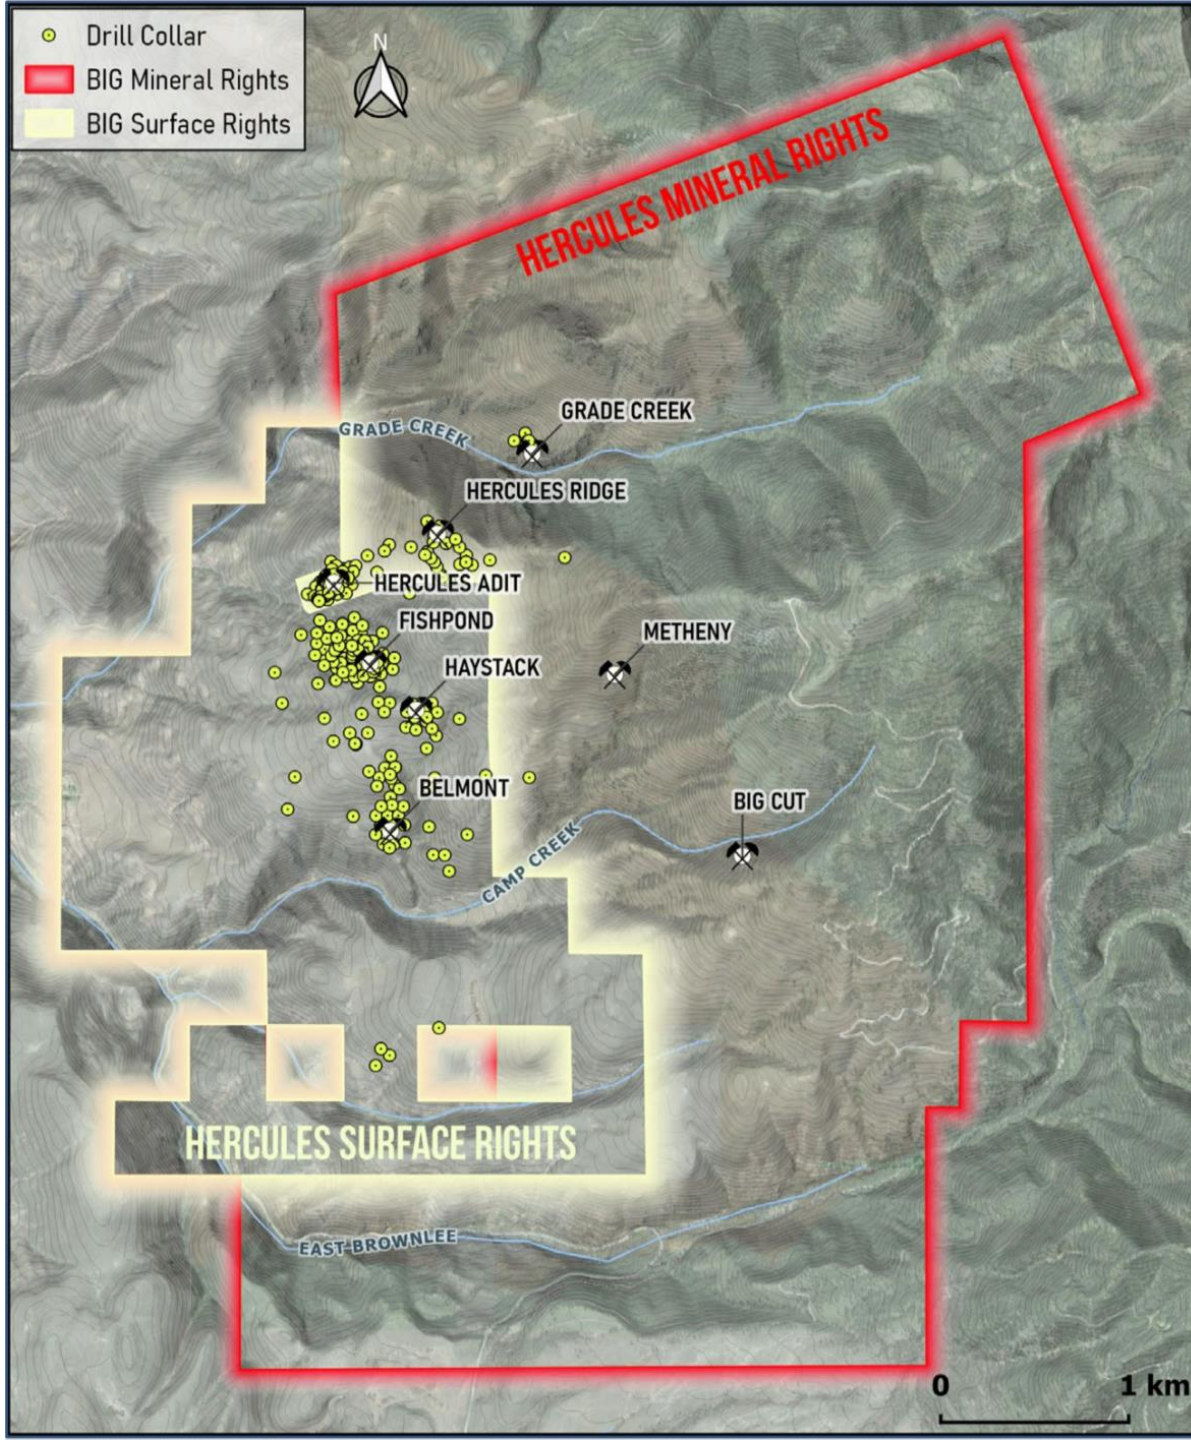 Drill Collar
BIG Mineral Rights
BIG Surface Rights
N
HERCULES MINERAL RIGHTS
GRADE CREEK
GRADE CREEK
HERCULES RIDGE
HERCULES ADIT
FISHPOND
METHENY
HAYSTACK
BELMONT
BIG CUT
CAMP CREEK
HERCULES SURFACE RIGHTS
EAST BROWNLEE
0 1 km